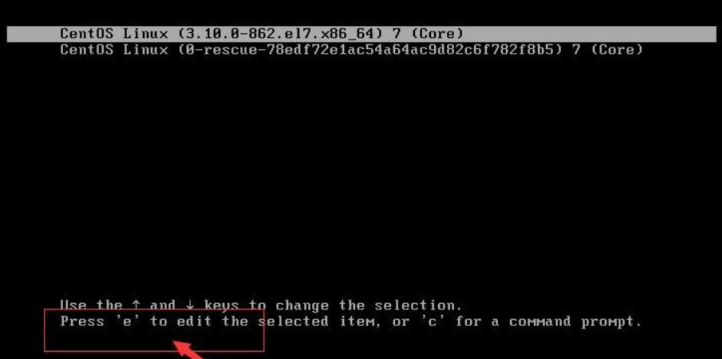 CentOS Linux (3.10.0-862.el7.x86_64) 7 (Core)
CentOS Linux (0-rescue-78edf72e1ac54a64ac9d82c6f782f8b5) 7 (Core)
Use the ↑ and ↓ keys to change the selection.
Press 'e' to edit the selected item, or 'c' for a command prompt.